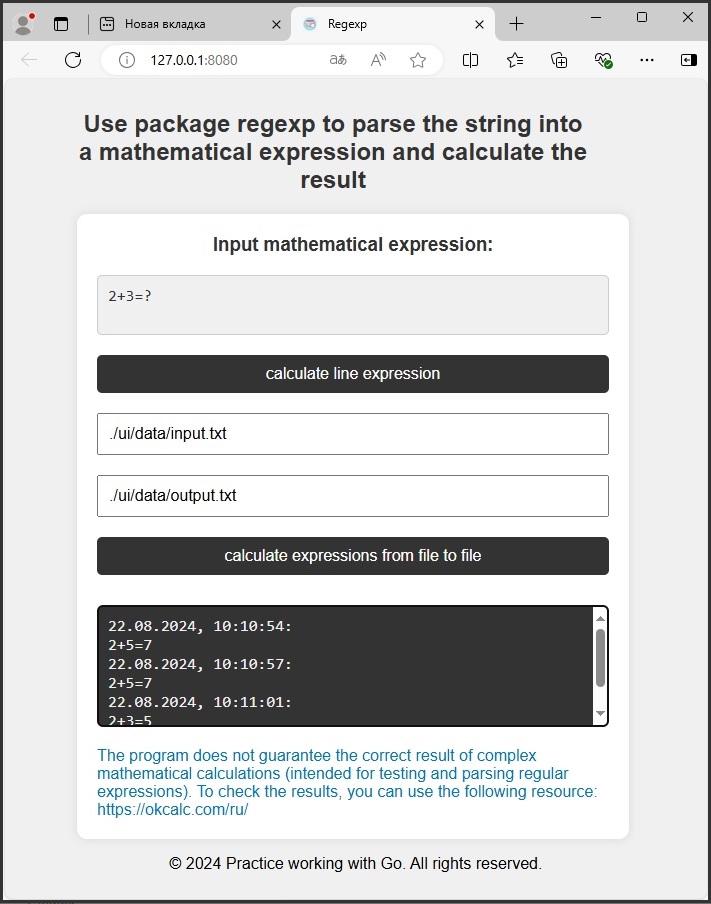 Новая вкладка
Regexp
127.0.0.1:8080
Use package regexp to parse the string into
a mathematical expression and calculate the
result
Input mathematical expression:
2+3=?
calculate line expression
./ui/data/input.txt
./ui/data/output.txt
calculate expressions from file to file
22.08.2024, 10:10:54:
2+5=7
22.08.2024, 10:10:57:
2+5=7
22.08.2024, 10:11:01:
2+3=5
The program does not guarantee the correct result of complex
mathematical calculations (intended for testing and parsing regular
expressions). To check the results, you can use the following resource:
https://okcalc.com/ru/
© 2024 Practice working with Go. All rights reserved.